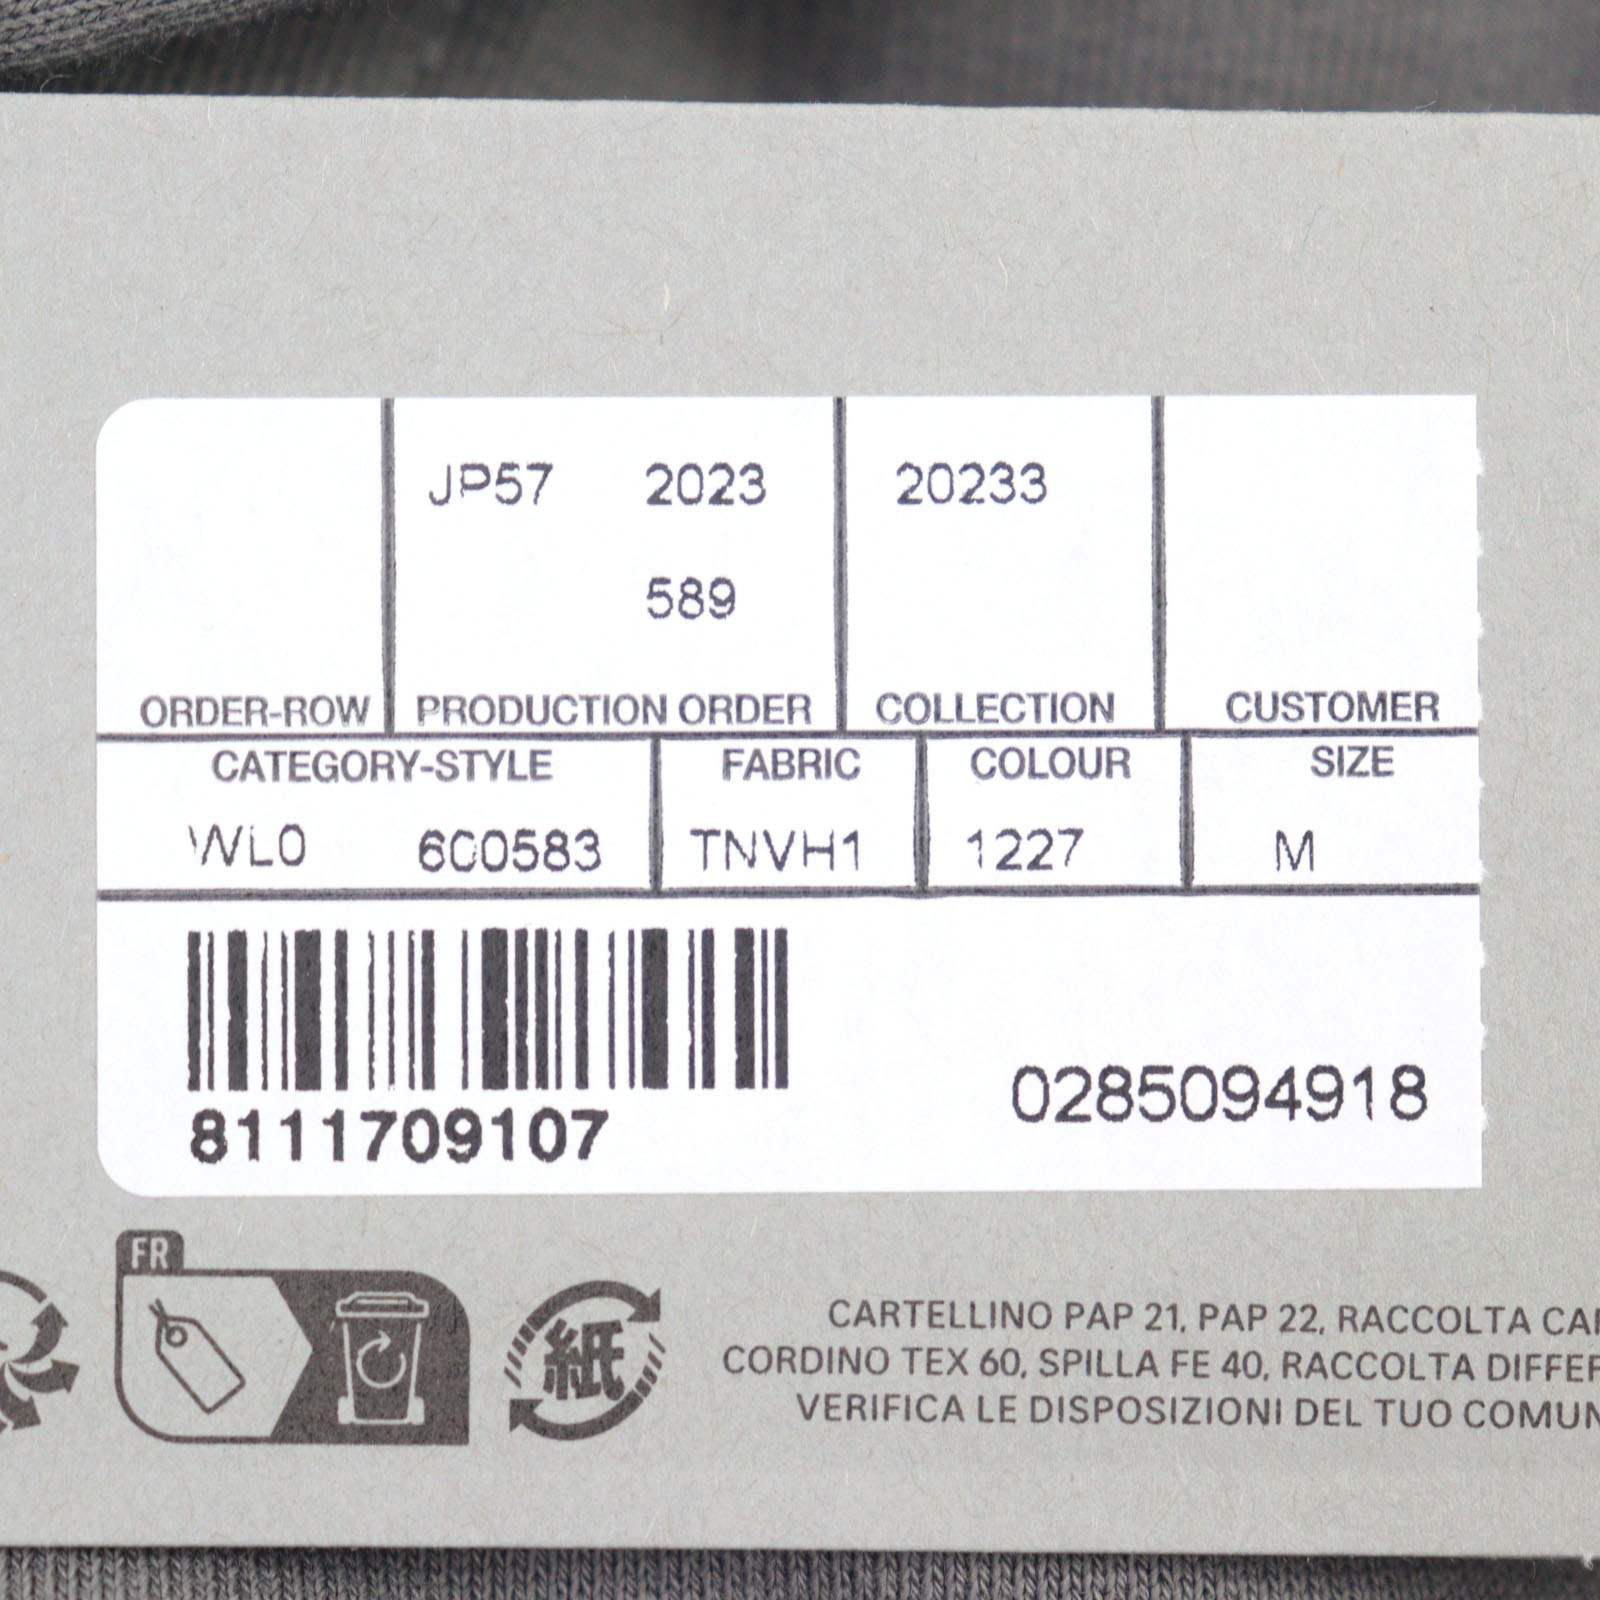 JP57 2023 20233
589
ORDER-ROW PRODUCTION ORDER COLLECTION CUSTOMER
CATEGORY-STYLE FABRIC COLOUR SIZE
WL0 600583 TNVH1 1227 M
8111709107
0285094918
FR
紙
CARTELLINO PAP 21, PAP 22, RACCOLTA
CORDINO TEX 60, SPILLA FE 40, RACCOLTA
VERIFICA LE DISPOSIZIONI DEL TUO